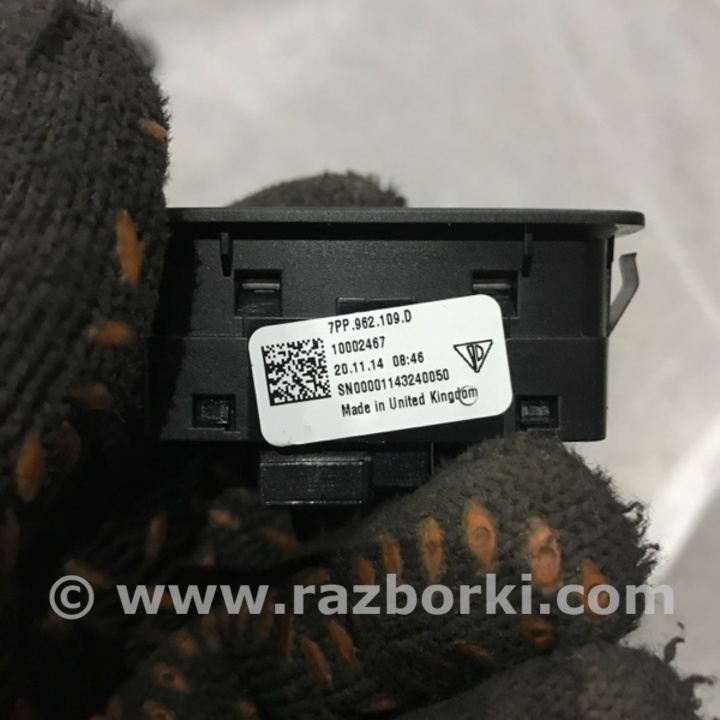 7PP.962.109.D
10002467
20.11.14 08:46
SN00001143240050
Made in United Kingdom
© www.razborki.com